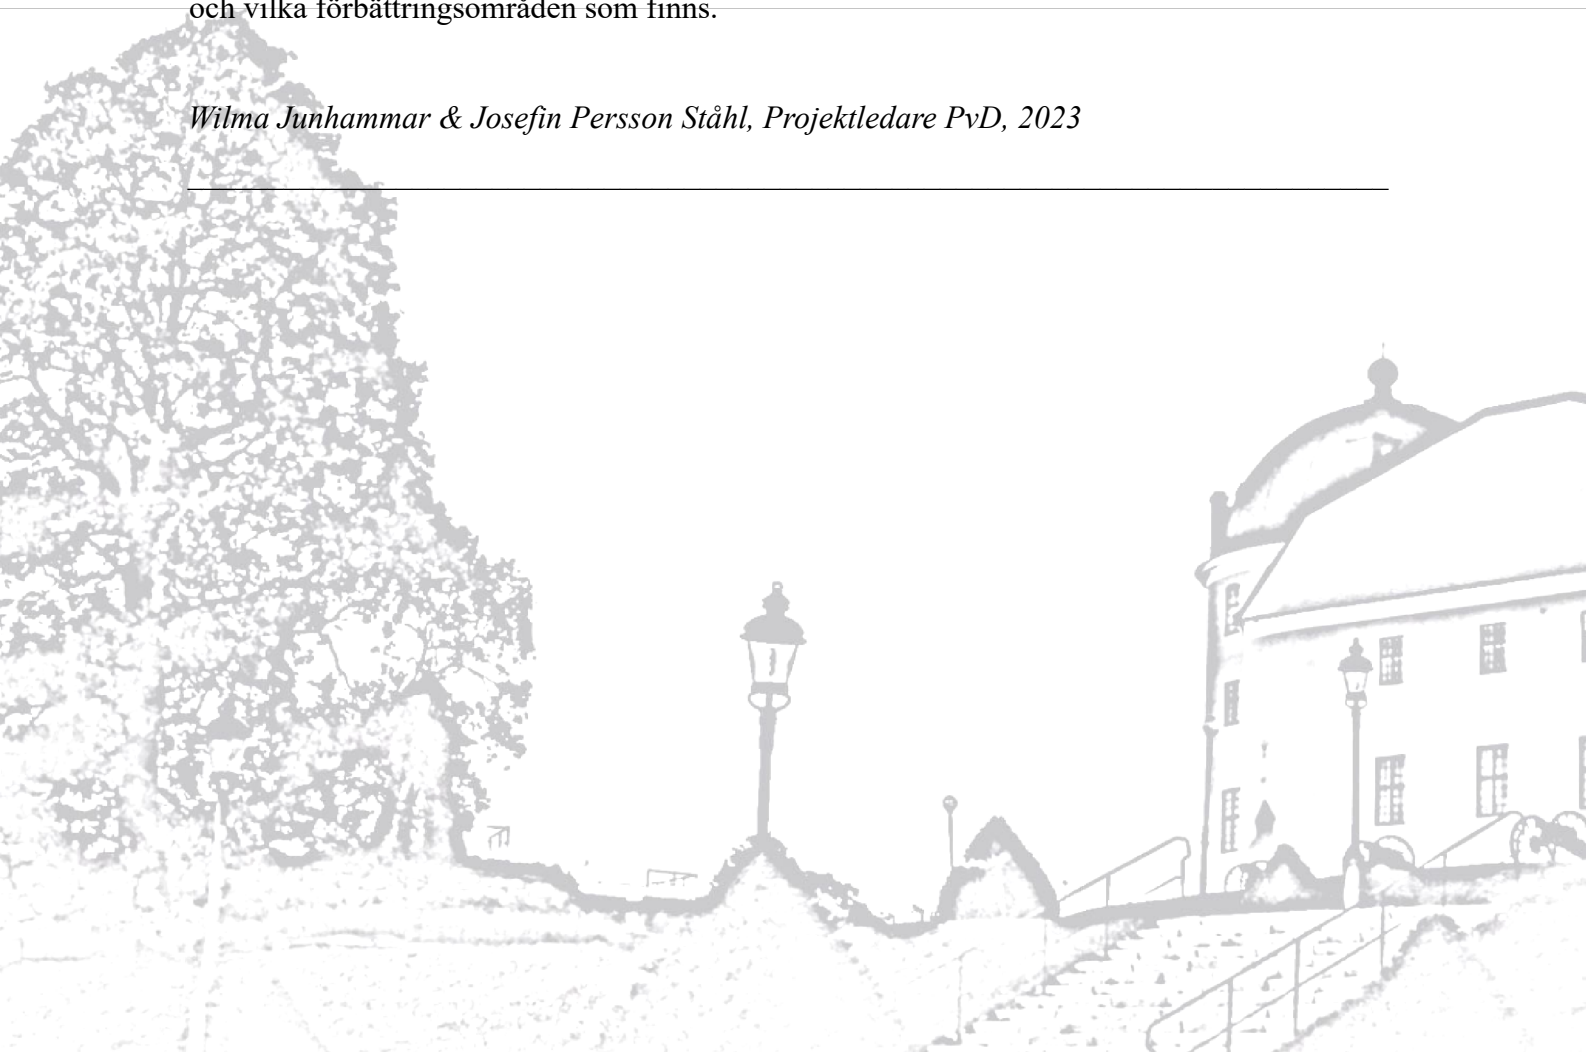 och vilka förbättringsområden som finns.
Wilma Junhammar & Josefin Persson Ståhl, Projektledare PvD, 2023